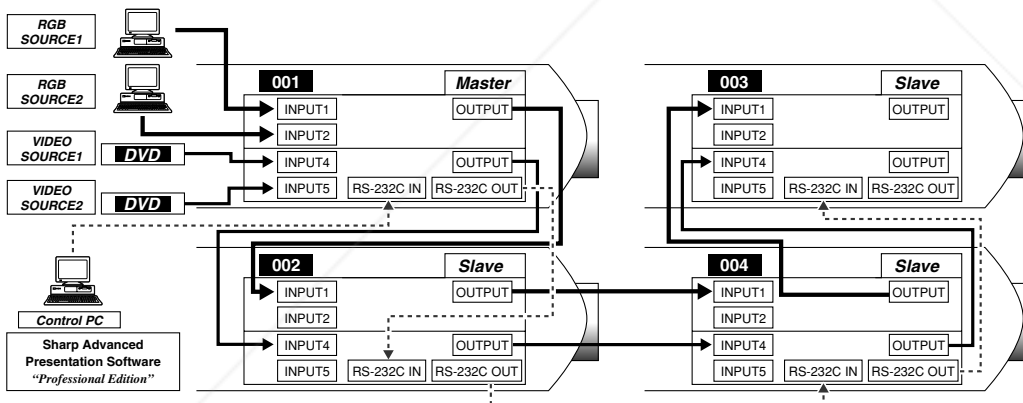 RGB
SOURCE1
RGB
SOURCE2
VIDEO
SOURCE1
DVD
VIDEO
SOURCE2
DVD
Control PC
Sharp Advanced
Presentation Software
“Professional Edition”
001
Master
INPUT1
OUTPUT
INPUT2
INPUT4
OUTPUT
INPUT5
RS-232C IN
RS-232C OUT
002
Slave
INPUT1
OUTPUT
INPUT2
INPUT4
OUTPUT
INPUT5
RS-232C IN
RS-232C OUT
003
Slave
INPUT1
OUTPUT
INPUT2
INPUT4
OUTPUT
INPUT5
RS-232C IN
RS-232C OUT
004
Slave
INPUT1
OUTPUT
INPUT2
INPUT4
OUTPUT
INPUT5
RS-232C IN
RS-232C OUT